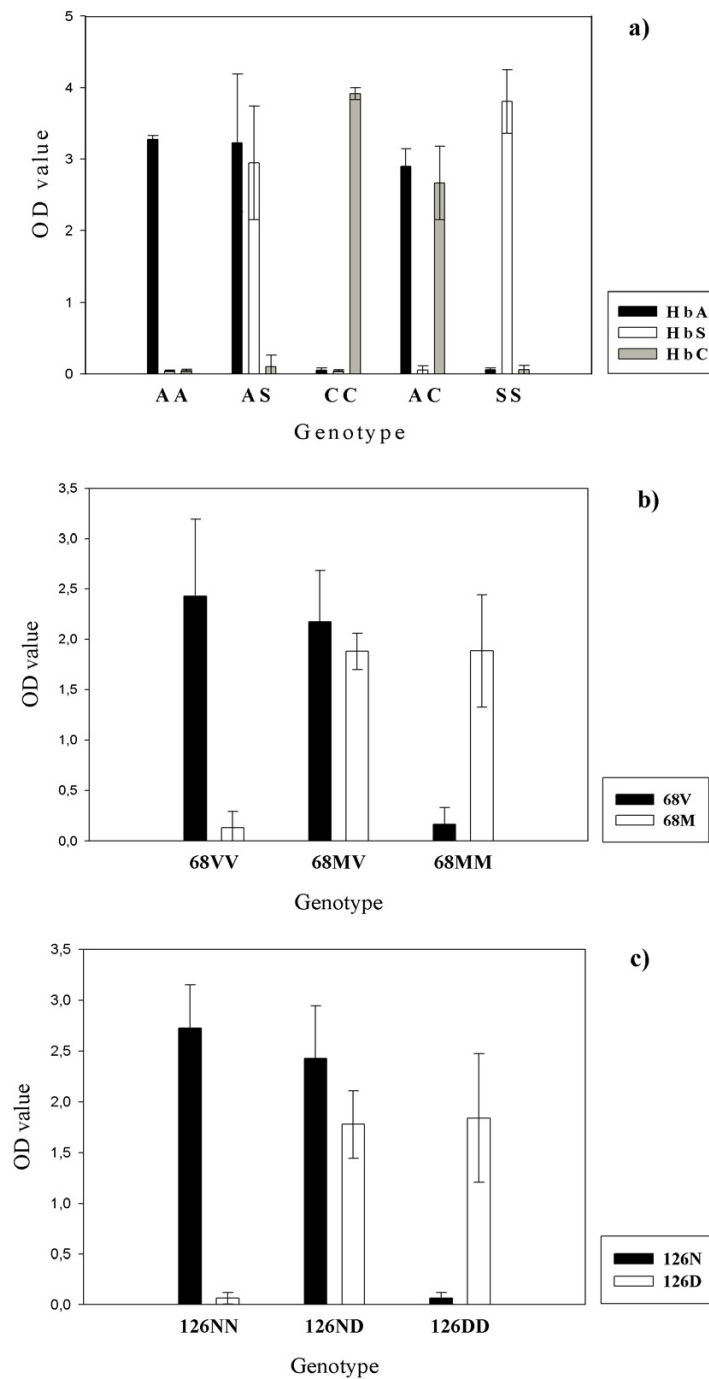 a)
5
4
3
2
1
0
OD value
AA AS CC AC SS
Genotype
HbA
HbS
HbC
b)
3,5
3,0
2,5
2,0
1,5
1,0
0,5
0,0
OD value
68VV 68MV 68MM
Genotype
68V
68M
c)
3,5
3,0
2,5
2,0
1,5
1,0
0,5
0,0
OD value
126NN 126ND 126DD
Genotype
126N
126D